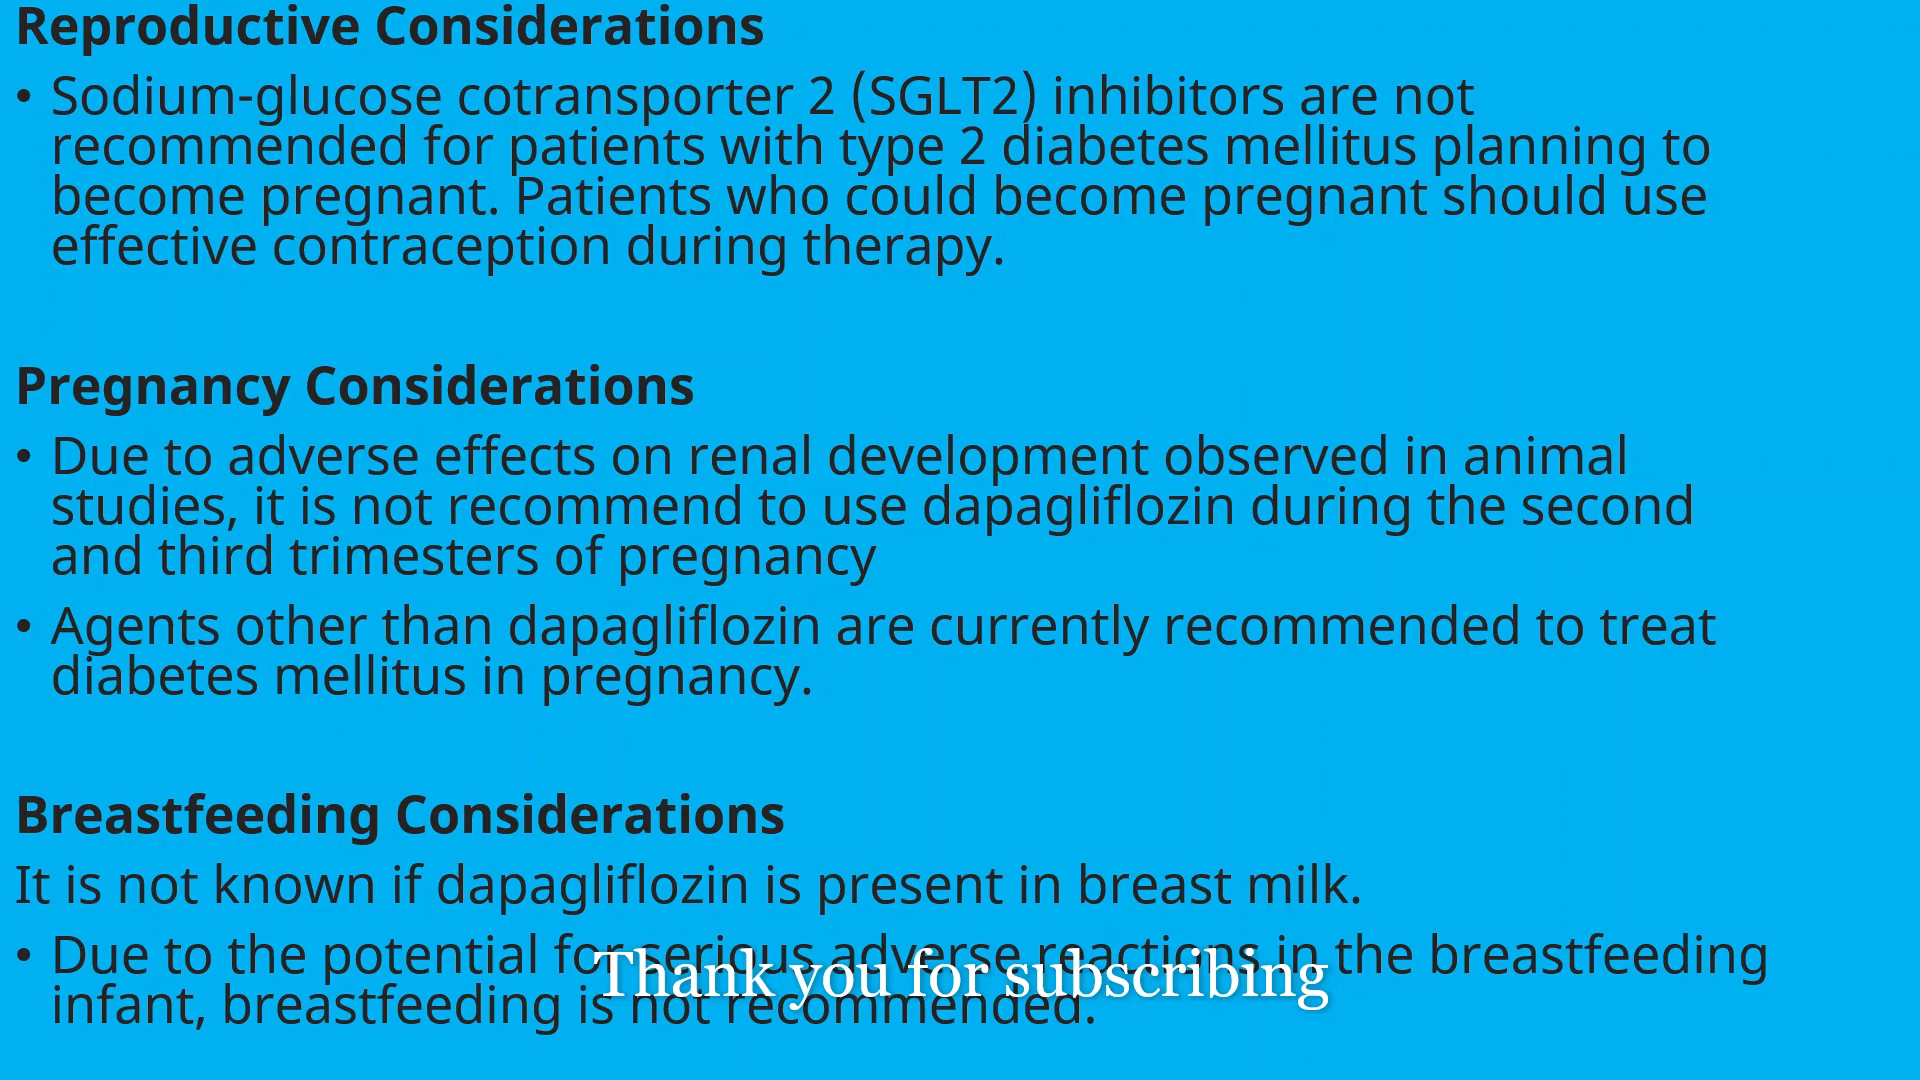 Reproductive Considerations
• Sodium-glucose cotransporter 2 (SGLT2) inhibitors are not
recommended for patients with type 2 diabetes mellitus planning to
become pregnant. Patients who could become pregnant should use
effective contraception during therapy.
Pregnancy Considerations
• Due to adverse effects on renal development observed in animal
studies, it is not recommend to use dapagliflozin during the second
and third trimesters of pregnancy
• Agents other than dapagliflozin are currently recommended to treat
diabetes mellitus in pregnancy.
Breastfeeding Considerations
It is not known if dapagliflozin is present in breast milk.
• Due to the potential for serious adverse reactions in the breastfeeding
infant, breastfeeding is not recommended.
Thank you for subscribing